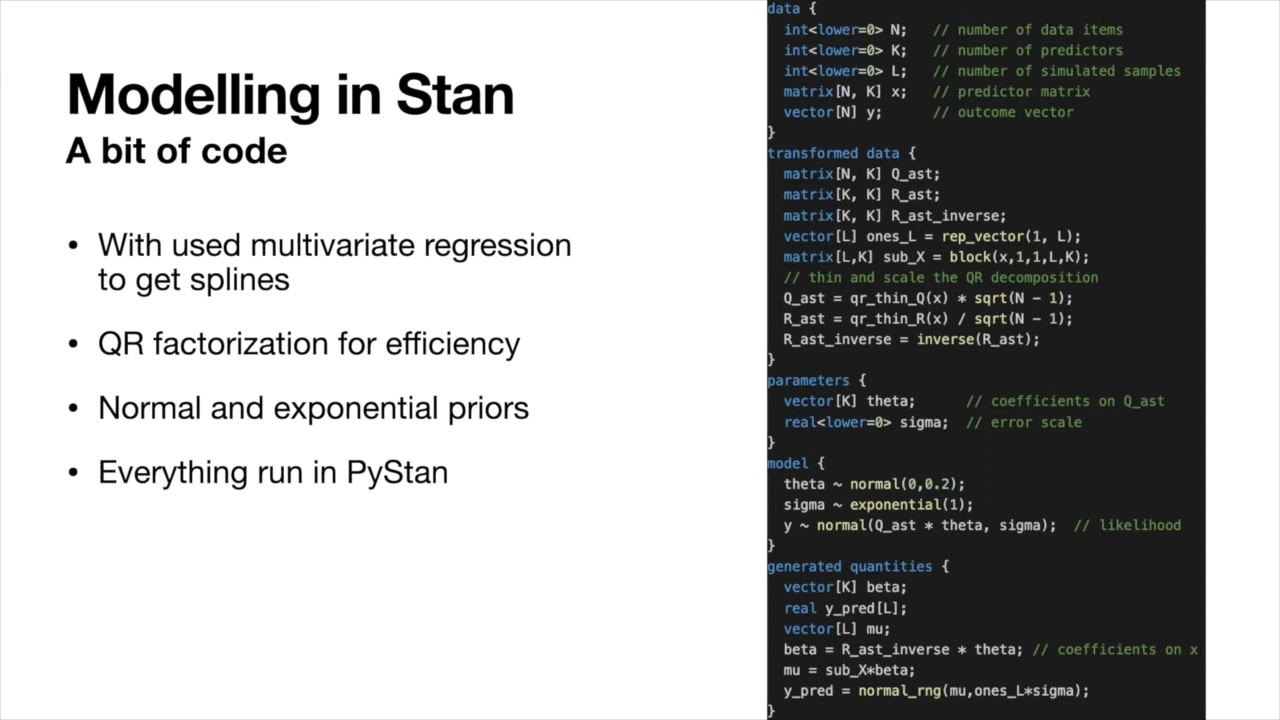 Modelling in Stan
A bit of code
• With used multivariate regression
to get splines
• QR factorization for efficiency
• Normal and exponential priors
• Everything run in PyStan
data {
  int<lower=0> N;   // number of data items
  int<lower=0> K;   // number of predictors
  int<lower=0> L;   // number of simulated samples
  matrix[N, K] x;   // predictor matrix
  vector[N] y;      // outcome vector
}
transformed data {
  matrix[N, K] Q_ast;
  matrix[K, K] R_ast;
  matrix[K, K] R_ast_inverse;
  vector[L] ones_L = rep_vector(1, L);
  matrix[L,K] sub_X = block(x,1,1,L,K);
  // thin and scale the QR decomposition
  Q_ast = qr_thin_Q(x) * sqrt(N - 1);
  R_ast = qr_thin_R(x) / sqrt(N - 1);
  R_ast_inverse = inverse(R_ast);
}
parameters {
  vector[K] theta;      // coefficients on Q_ast
  real<lower=0> sigma;  // error scale
}
model {
  theta ~ normal(0,0.2);
  sigma ~ exponential(1);
  y ~ normal(Q_ast * theta, sigma);  // likelihood
}
generated quantities {
  vector[K] beta;
  real y_pred[L];
  vector[L] mu;
  beta = R_ast_inverse * theta; // coefficients on x
  mu = sub_X*beta;
  y_pred = normal_rng(mu,ones_L*sigma);
}